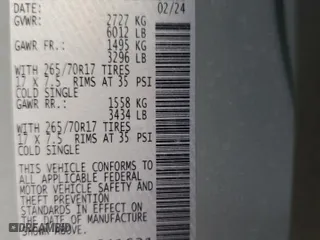 DATE: 02/24
GVWR: 2727 KG
6012 LB
GAWR FR.: 1495 KG
3296 LB
WITH 265/70R17 TIRES
17 X 7.5 RIMS AT 35 PSI
COLD SINGLE
GAWR RR: 1558 KG
3434 LB
WITH 265/70R17 TIRES
17 X 7.5 RIMS AT 35 PSI
COLD SINGLE
THIS VEHICLE CONFORMS TO
ALL APPLICABLE FEDERAL
MOTOR VEHICLE SAFETY AND
THEFT PREVENTION
STANDARDS IN EFFECT ON
THE DATE OF MANUFACTURE
SHOWN ABOVE.
DREAMBID